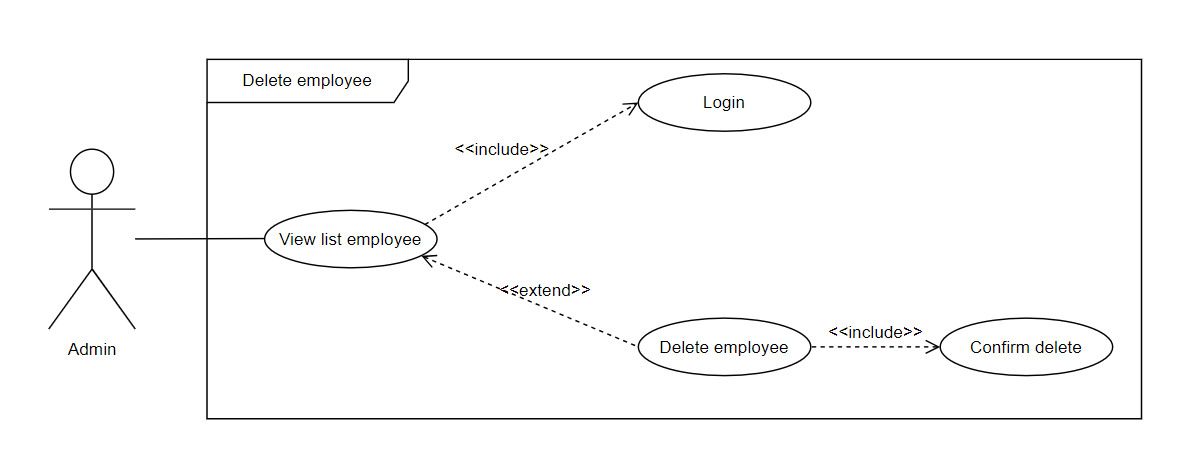 Delete employee
Login
<<include>>
View list employee
<<extend>>
<<include>>
Delete employee
Confirm delete
Admin